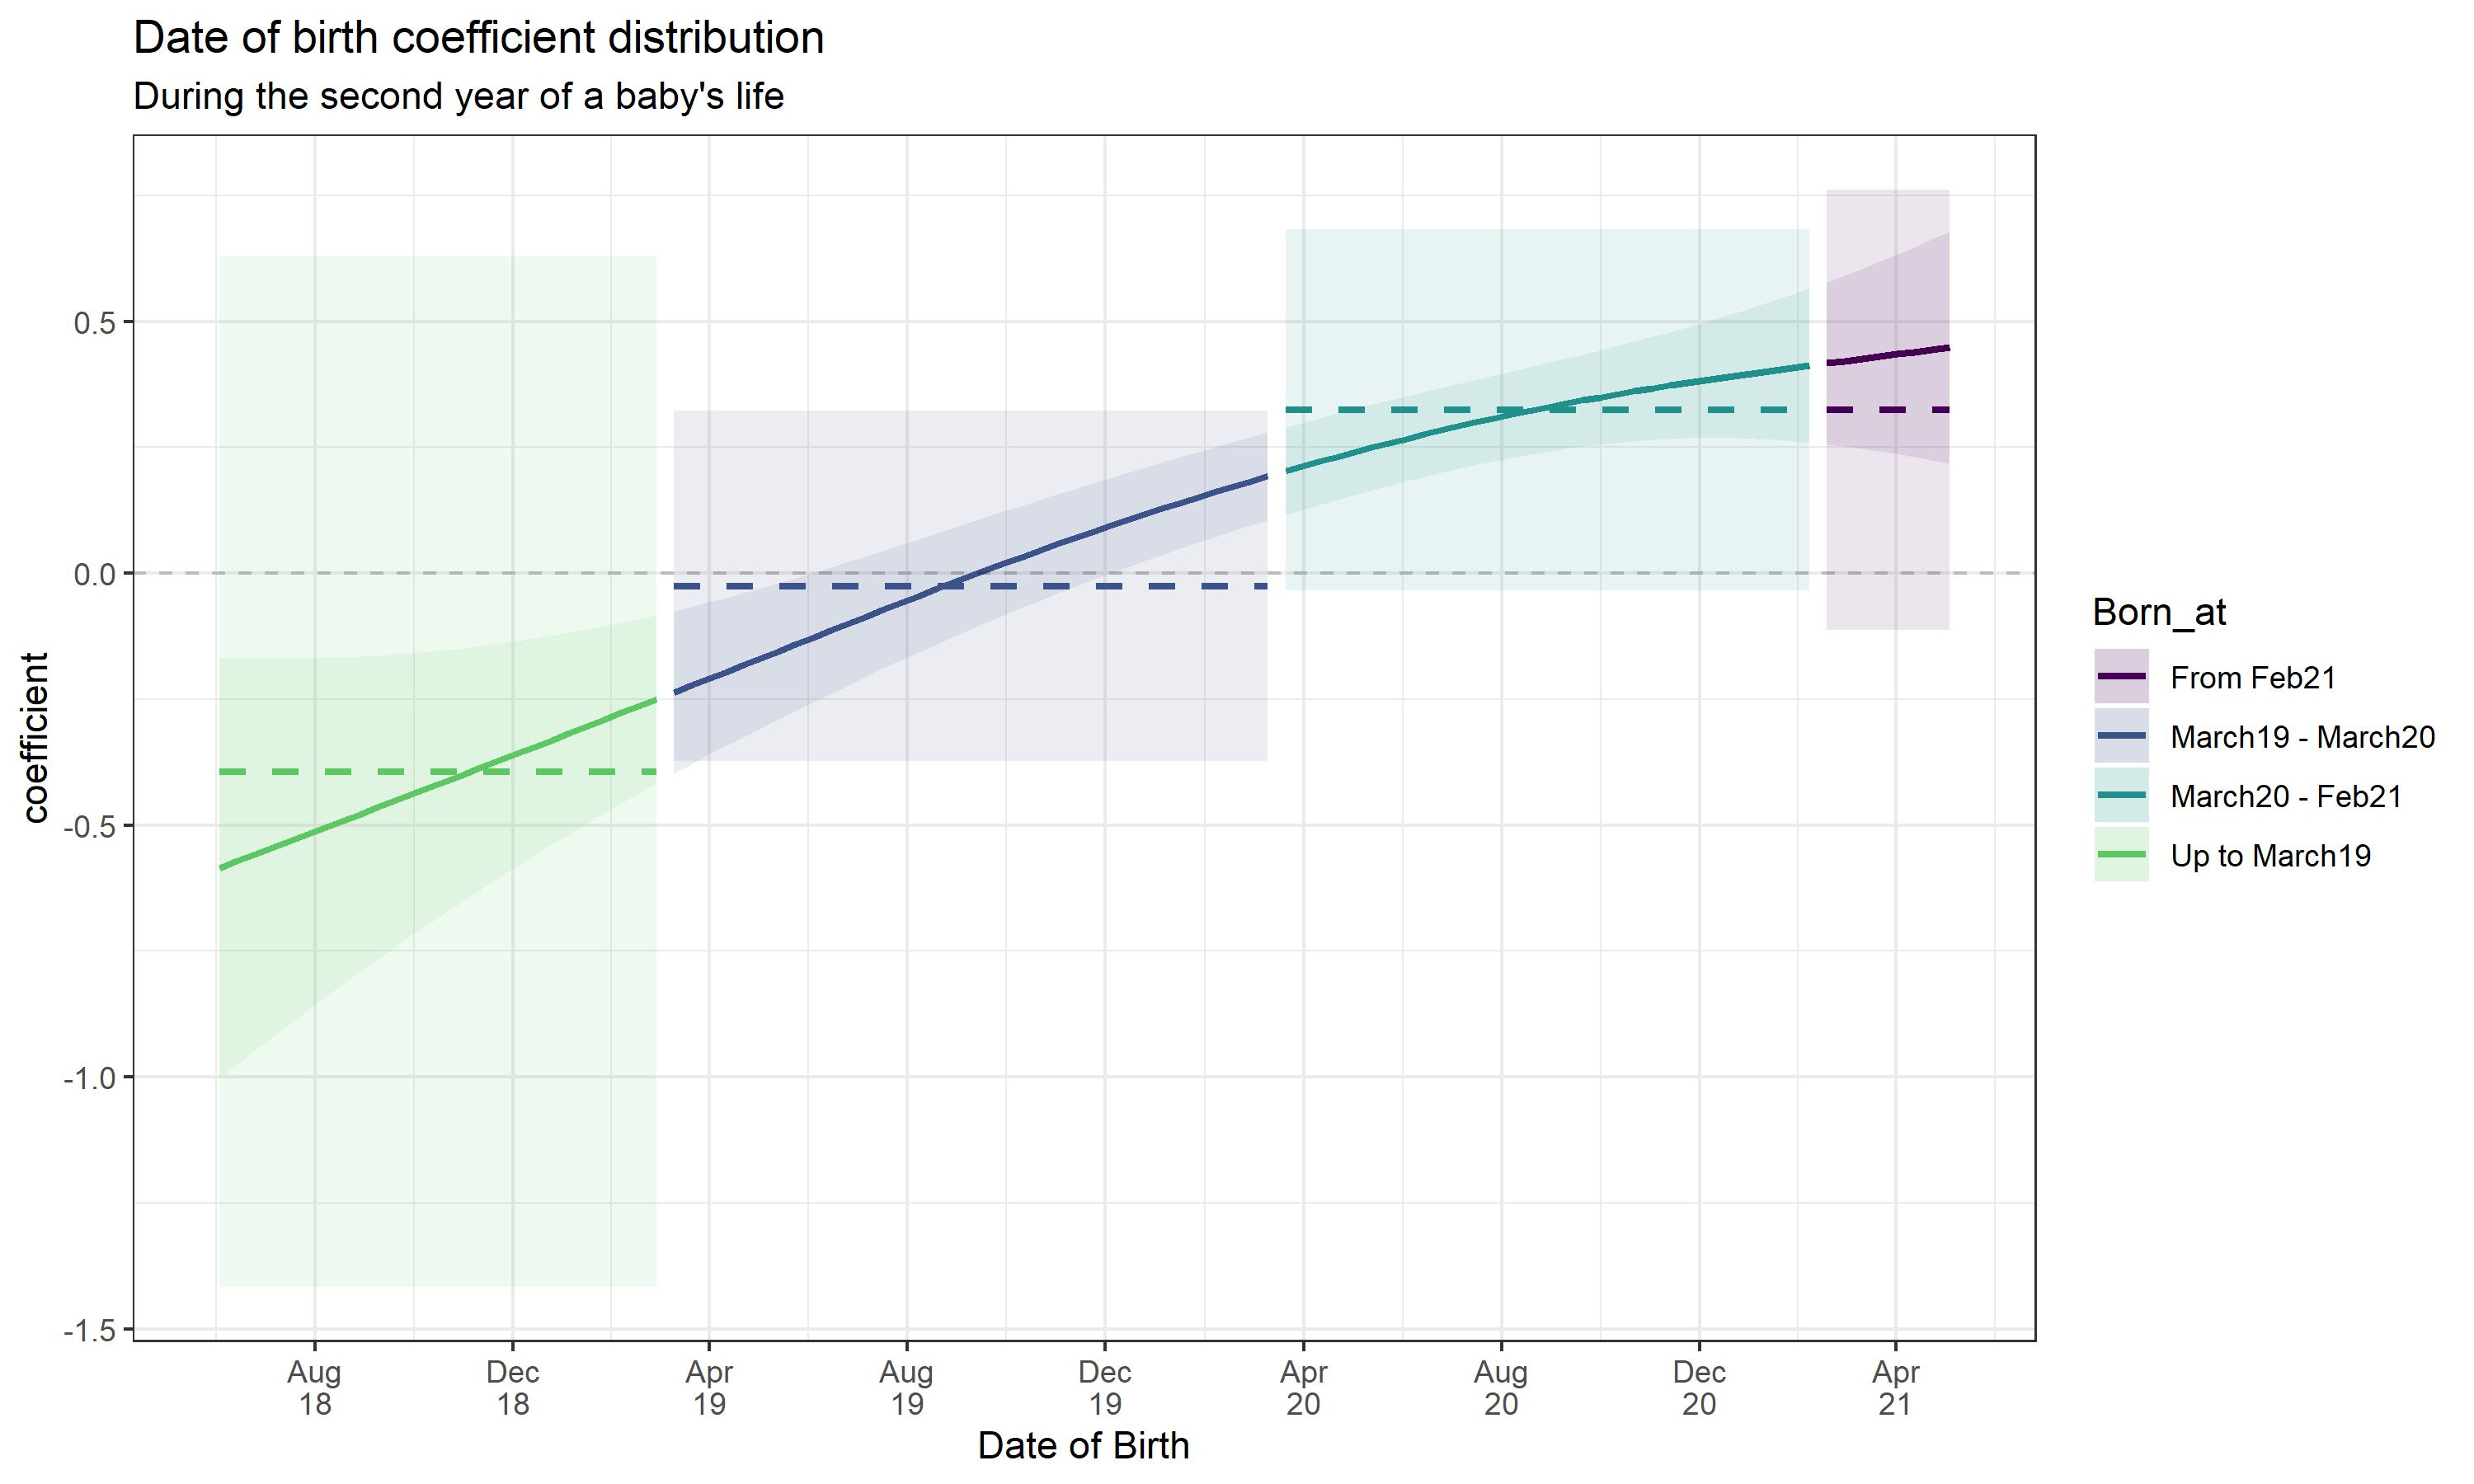 Date of birth coefficient distribution
During the second year of a baby's life
coefficient
0.5
0.0
-0.5
-1.0
-1.5
Aug
18
Dec
18
Apr
19
Aug
19
Dec
19
Apr
20
Aug
20
Dec
20
Apr
21
Date of Birth
Born_at
From Feb21
March19 - March20
March20 - Feb21
Up to March19